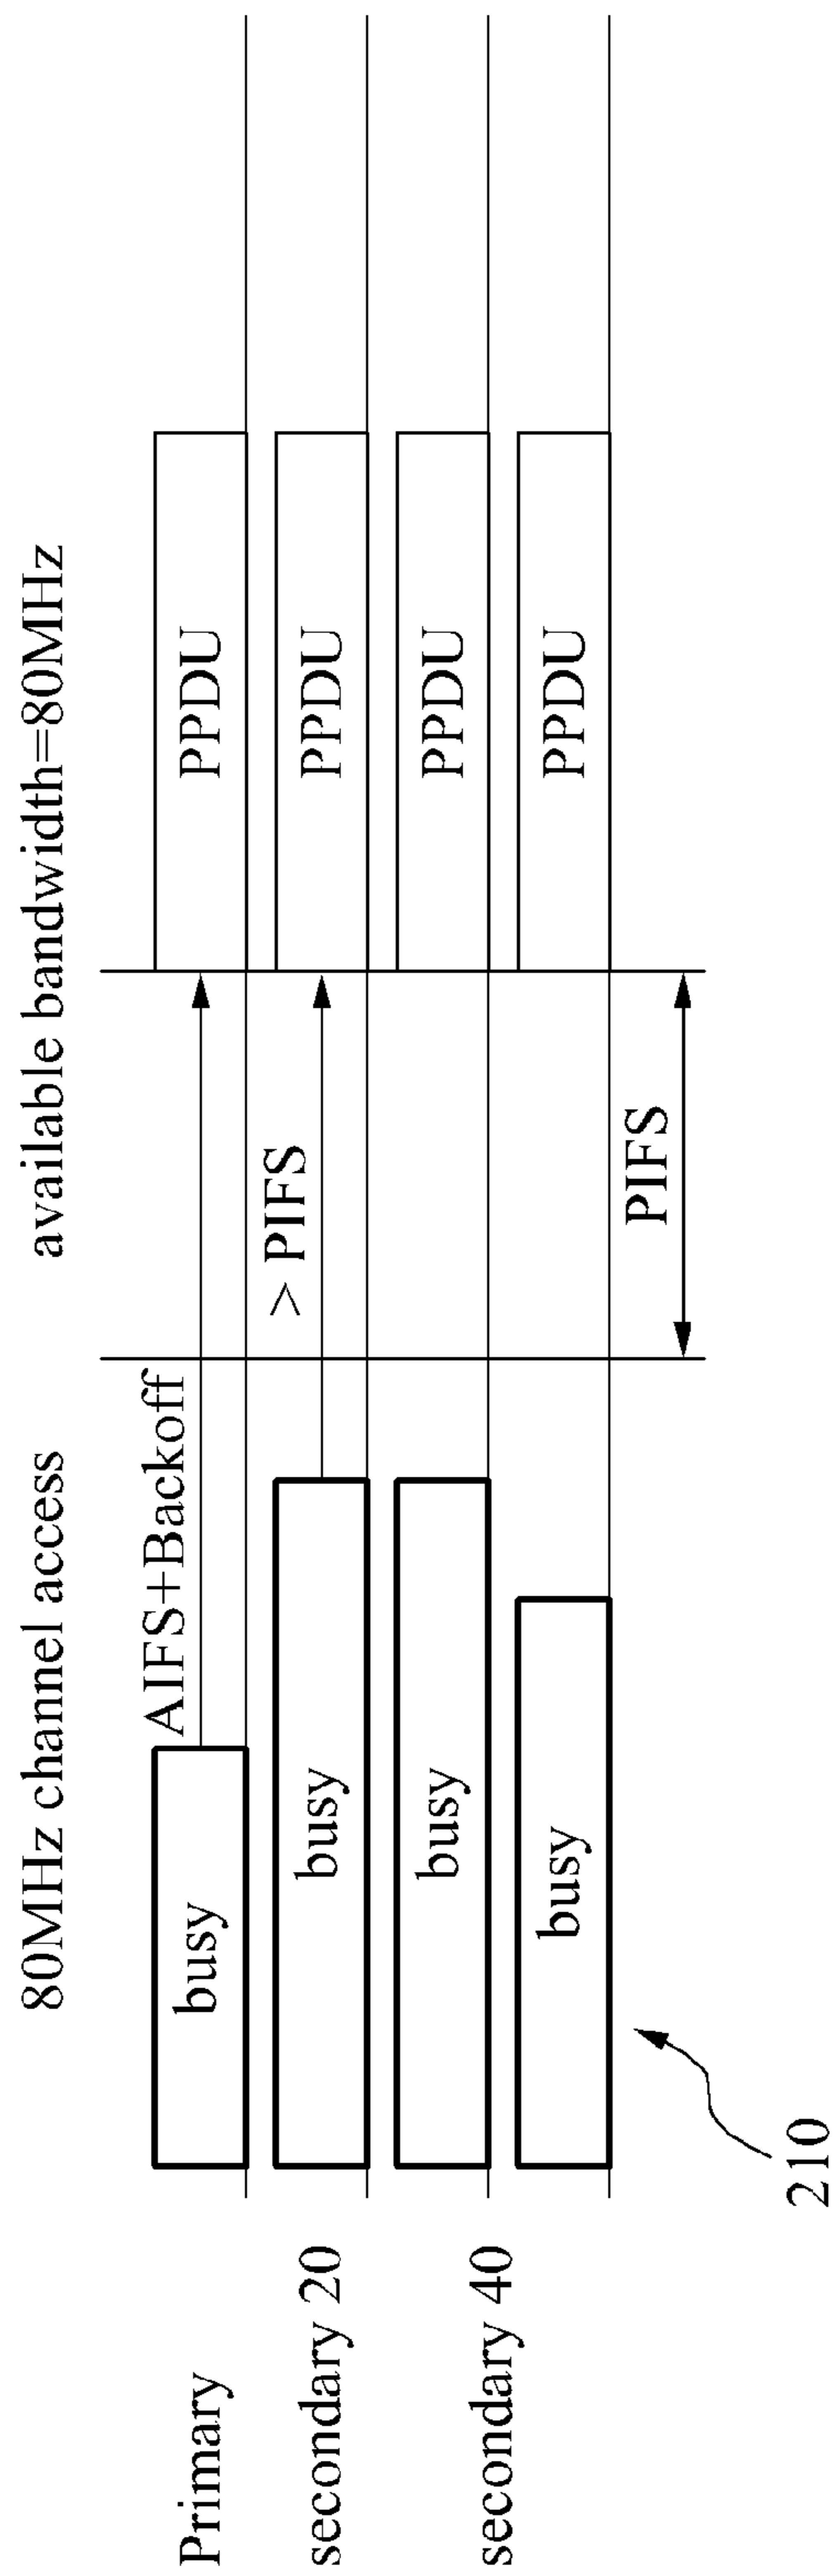 80MHz channel access
available bandwidth=80MHz
Primary
busy
AIFS+Backoff
PPDU
secondary 20
busy
> PIFS
PPDU
secondary 40
busy
PPDU
busy
PPDU
PIFS
210